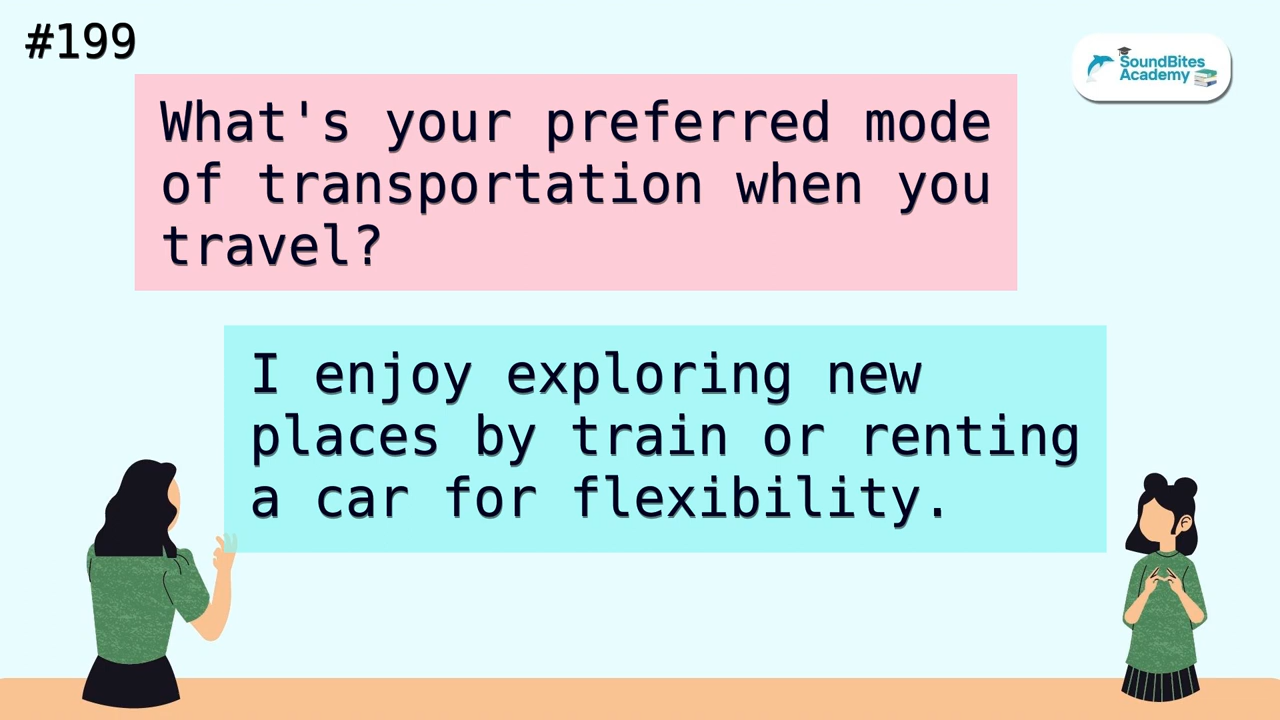 #199
SoundBites
Academy
What's your preferred mode
of transportation when you
travel?
I enjoy exploring new
places by train or renting
a car for flexibility.